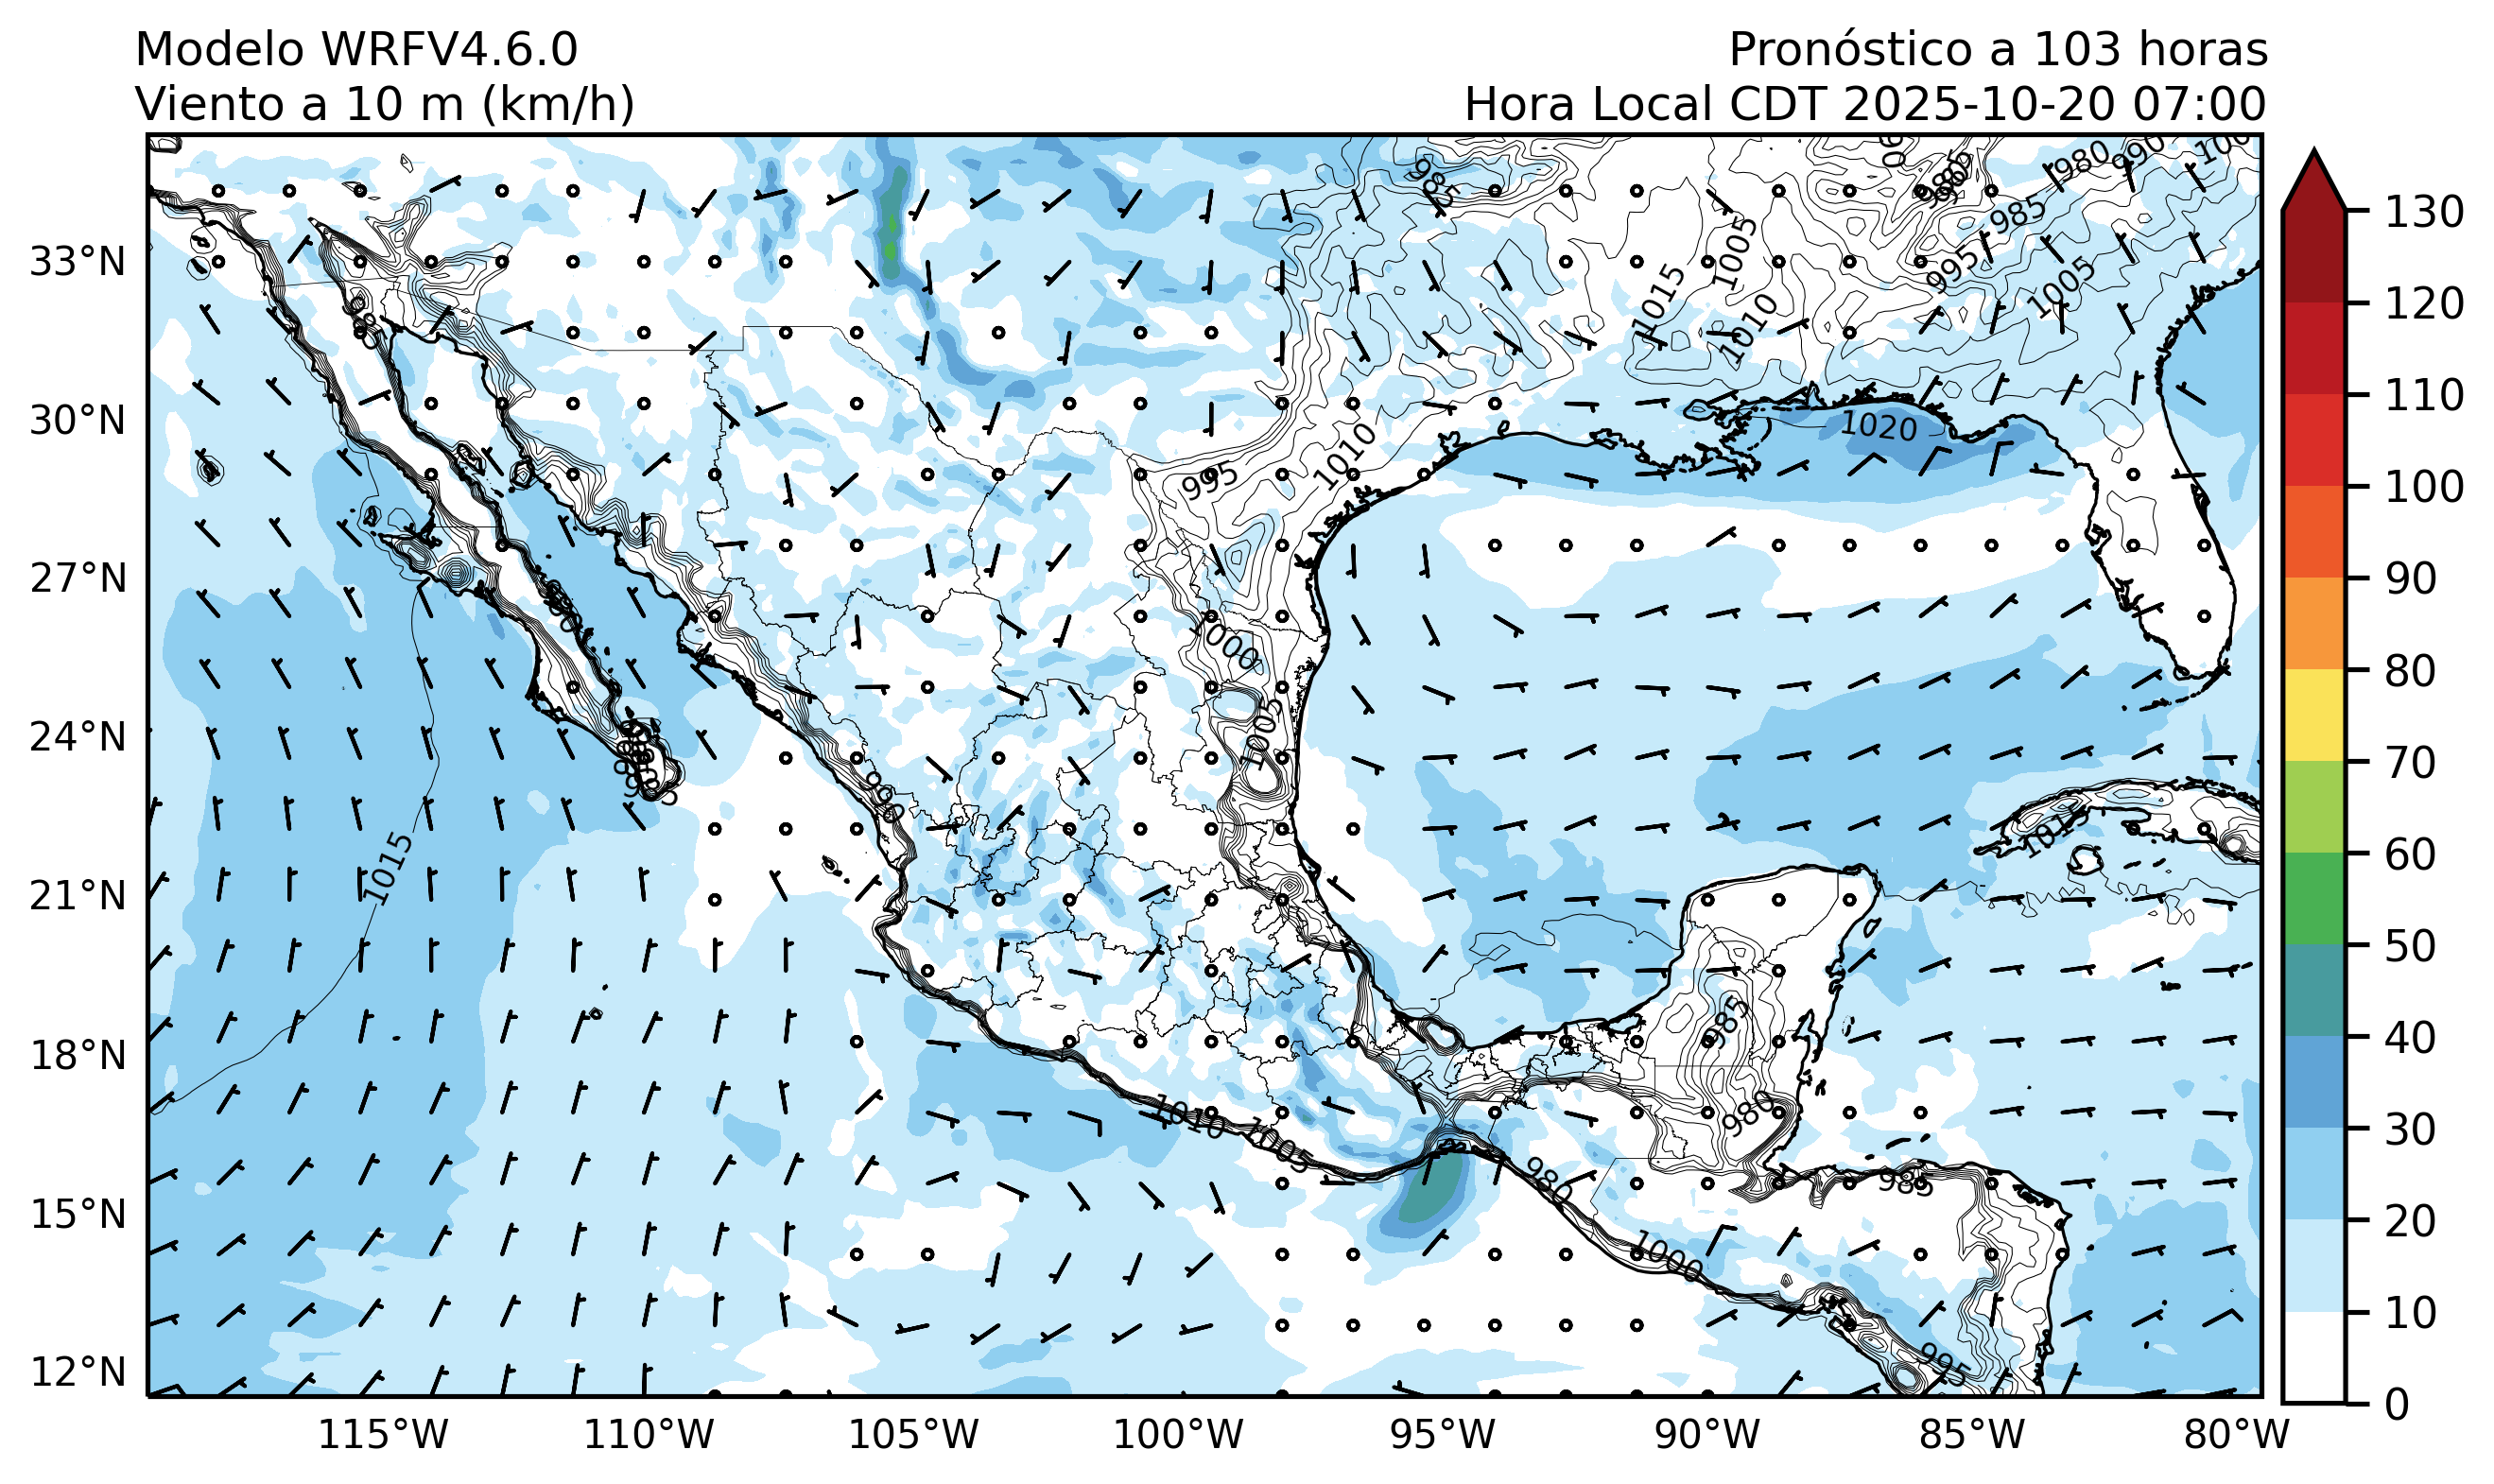 Modelo WRFV4.6.0
Pronóstico a 103 horas
Viento a 10 m (km/h)
Hora Local CDT 2025-10-20 07:00
33°N
30°N
27°N
24°N
21°N
18°N
15°N
12°N
115°W
110°W
105°W
100°W
95°W
90°W
85°W
80°W
130
120
110
100
90
80
70
60
50
40
30
20
10
0
985
980
990
985
995
1005
1005
1015
1010
1020
1010
995
1000
1005
1015
1015
985
980
985
1010
1005
980
1000
995